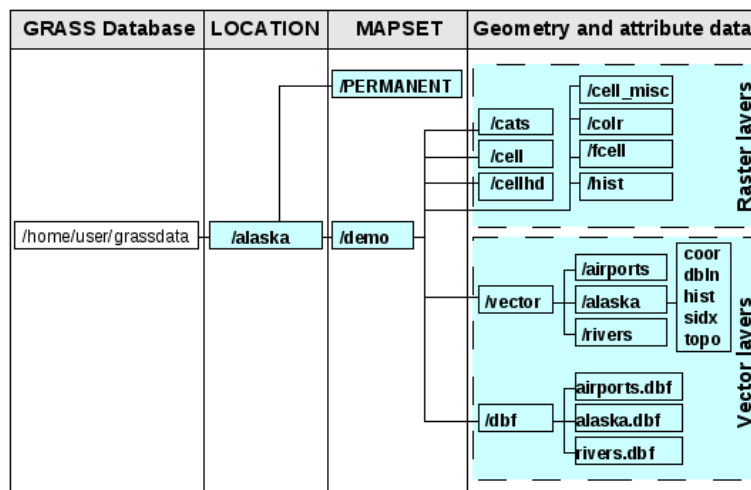 GRASS Database LOCATION MAPSET Geometry and attribute data
/PERMANENT
/cell_misc
/cats
/colr
/cell
/fcell
/cellhd
/hist
Raster layers
/home/user/grassdata
/alaska
/demo
/vector
/airports
/alaska
/rivers
coor
dbln
hist
sidx
topo
/dbf
airports.dbf
alaska.dbf
rivers.dbf
Vector layers